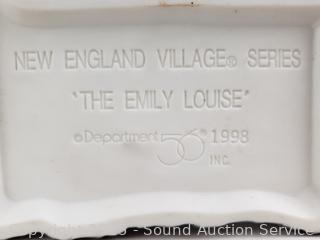 NEW ENGLAND VILLAGE® SERIES
"THE EMILY LOUISE"
©Department 56® 1998
INC.
- Sound Auction Service